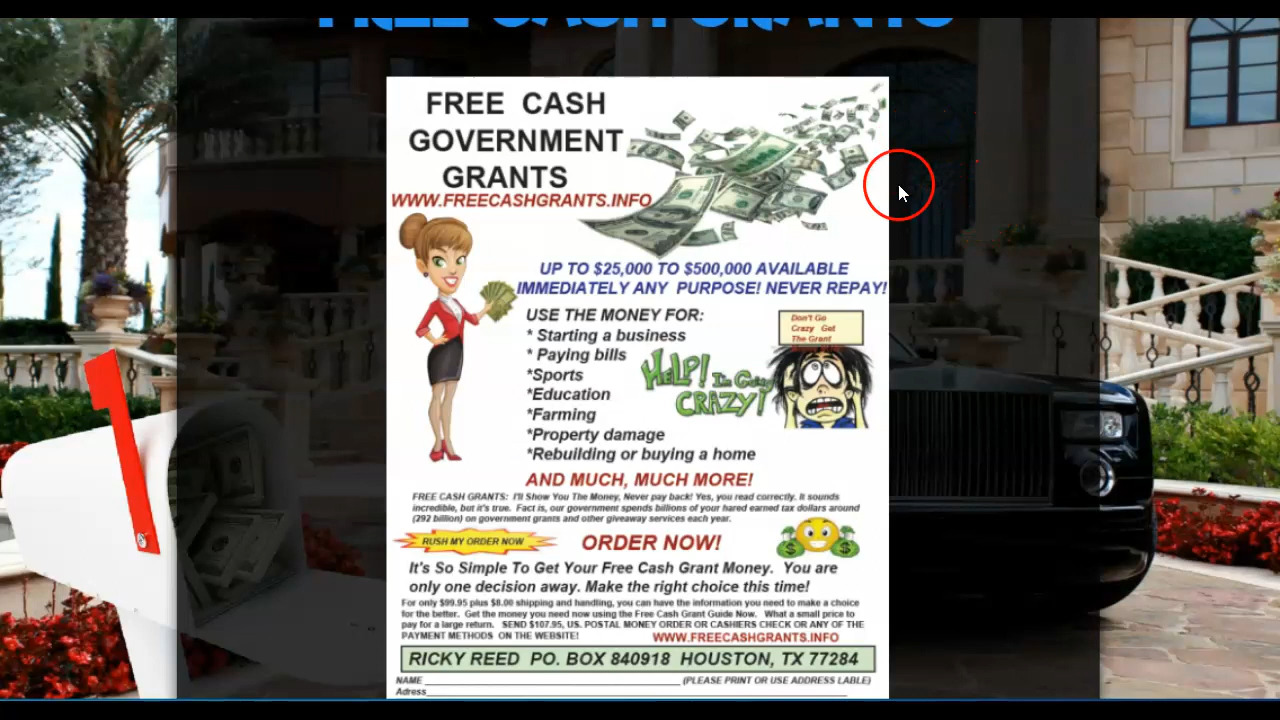 FREE CASH GRANTS
FREE CASH
GOVERNMENT
GRANTS
WWW.FREECASHGRANTS.INFO
UP TO $25,000 TO $500,000 AVAILABLE
IMMEDIATELY ANY PURPOSE! NEVER REPAY!
USE THE MONEY FOR:
* Starting a business
* Paying bills
*Sports
*Education
*Farming
*Property damage
*Rebuilding or buying a home
Don't Go
Crazy Get
The Grant
HELP! I'm Going
CRAZY!
AND MUCH, MUCH MORE!
FREE CASH GRANTS: I'll Show You The Money, Never pay back! Yes, you read correctly. It sounds
incredible, but it's true. Fact is, our government spends billions of your hared earned tax dollars around
(292 billion) on government grants and other giveaway services each year.
RUSH MY ORDER NOW
ORDER NOW!
It's So Simple To Get Your Free Cash Grant Money. You are
only one decision away. Make the right choice this time!
For only $99.95 plus $8.00 shipping and handling, you can have the information you need to make a choice
for the better. Get the money you need now using the Free Cash Grant Guide Now. What a small price to
pay for a large return. SEND $107.95, US. POSTAL MONEY ORDER OR CASHIERS CHECK OR ANY OF THE
PAYMENT METHODS ON THE WEBSITE! WWW.FREECASHGRANTS.INFO
RICKY REED PO. BOX 840918 HOUSTON, TX 77284
NAME (PLEASE PRINT OR USE ADDRESS LABLE)
Adress